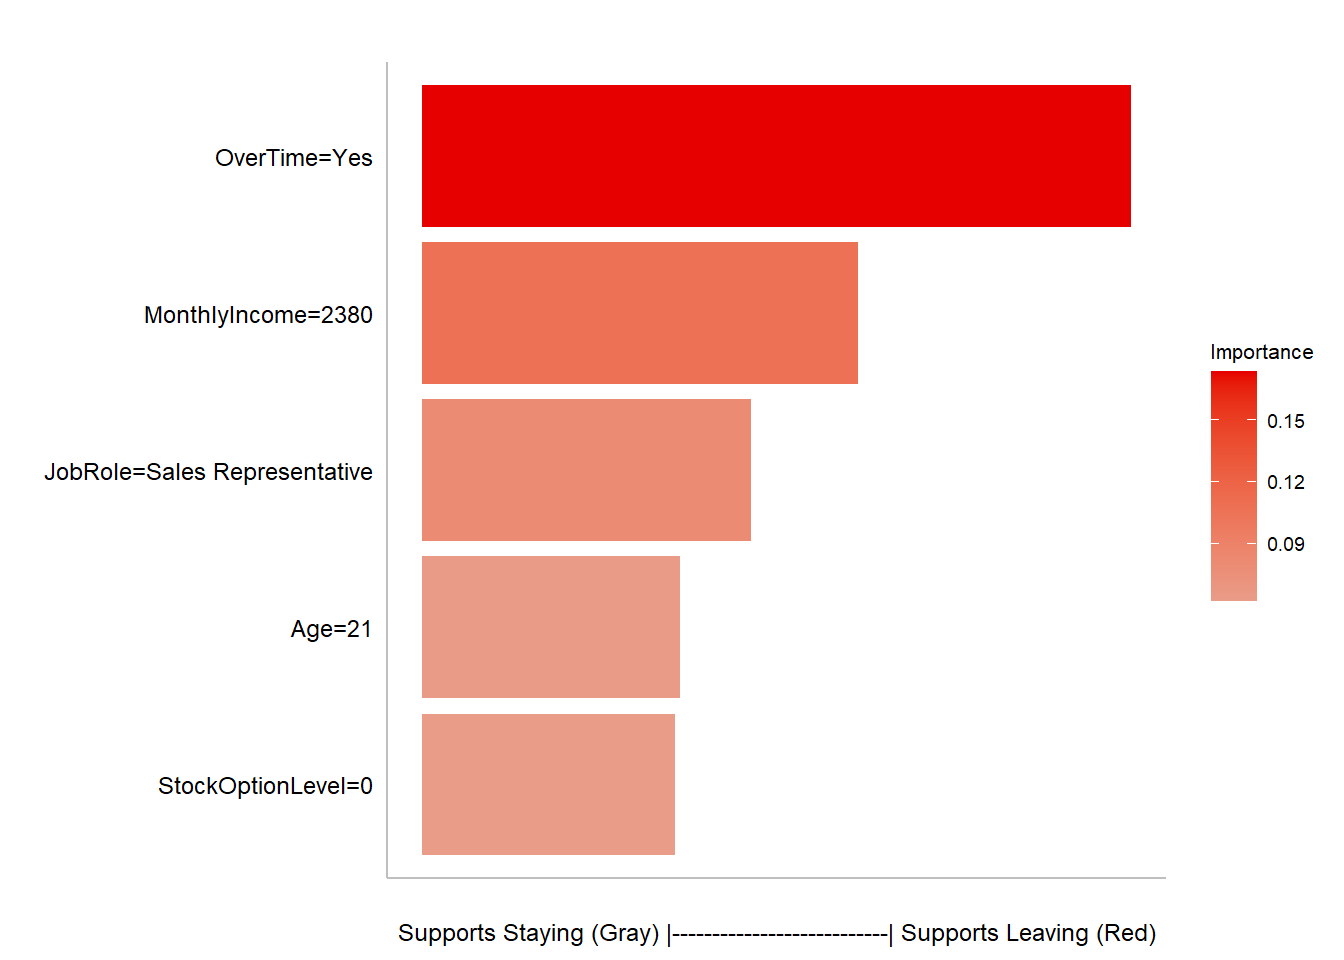 OverTime=Yes
MonthlyIncome=2380
JobRole=Sales Representative
Age=21
StockOptionLevel=0
Supports Staying (Gray) |---------------------------| Supports Leaving (Red)
Importance
0.15
0.12
0.09